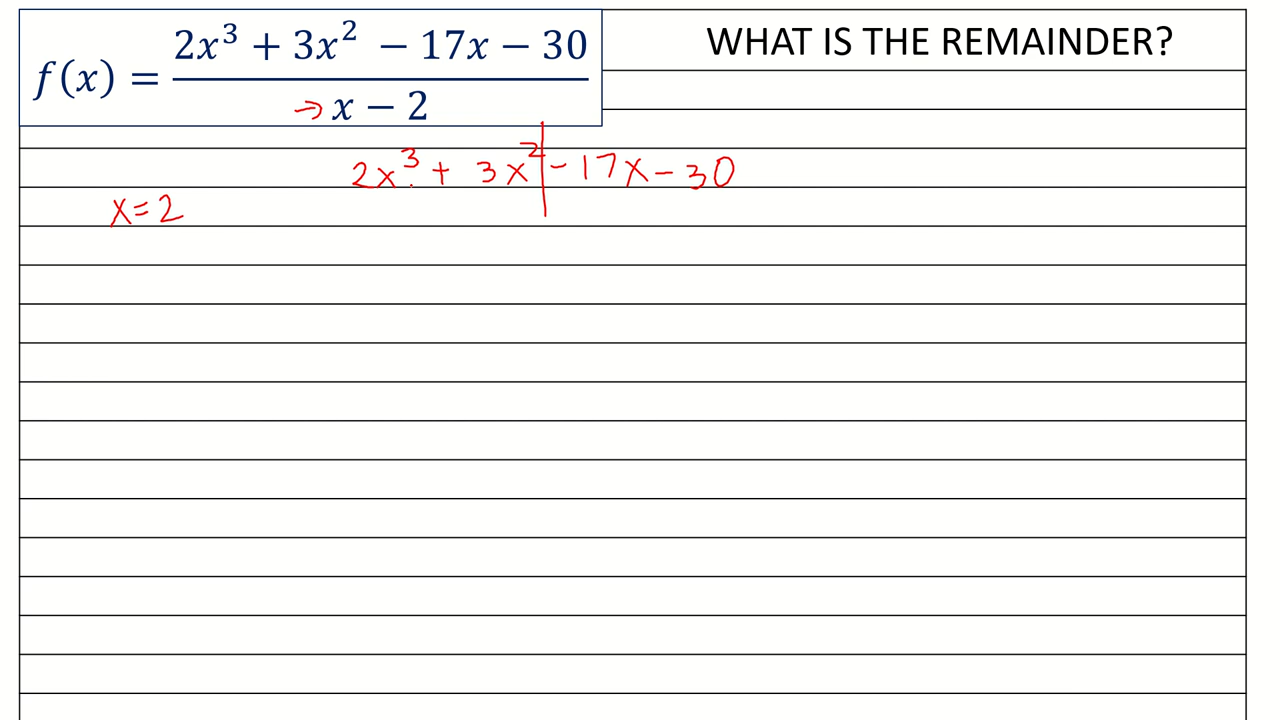 f(x) = (2x³ + 3x² − 17x − 30)/(x − 2)
WHAT IS THE REMAINDER?
→
2x³ + 3x² | − 17x − 30
x = 2